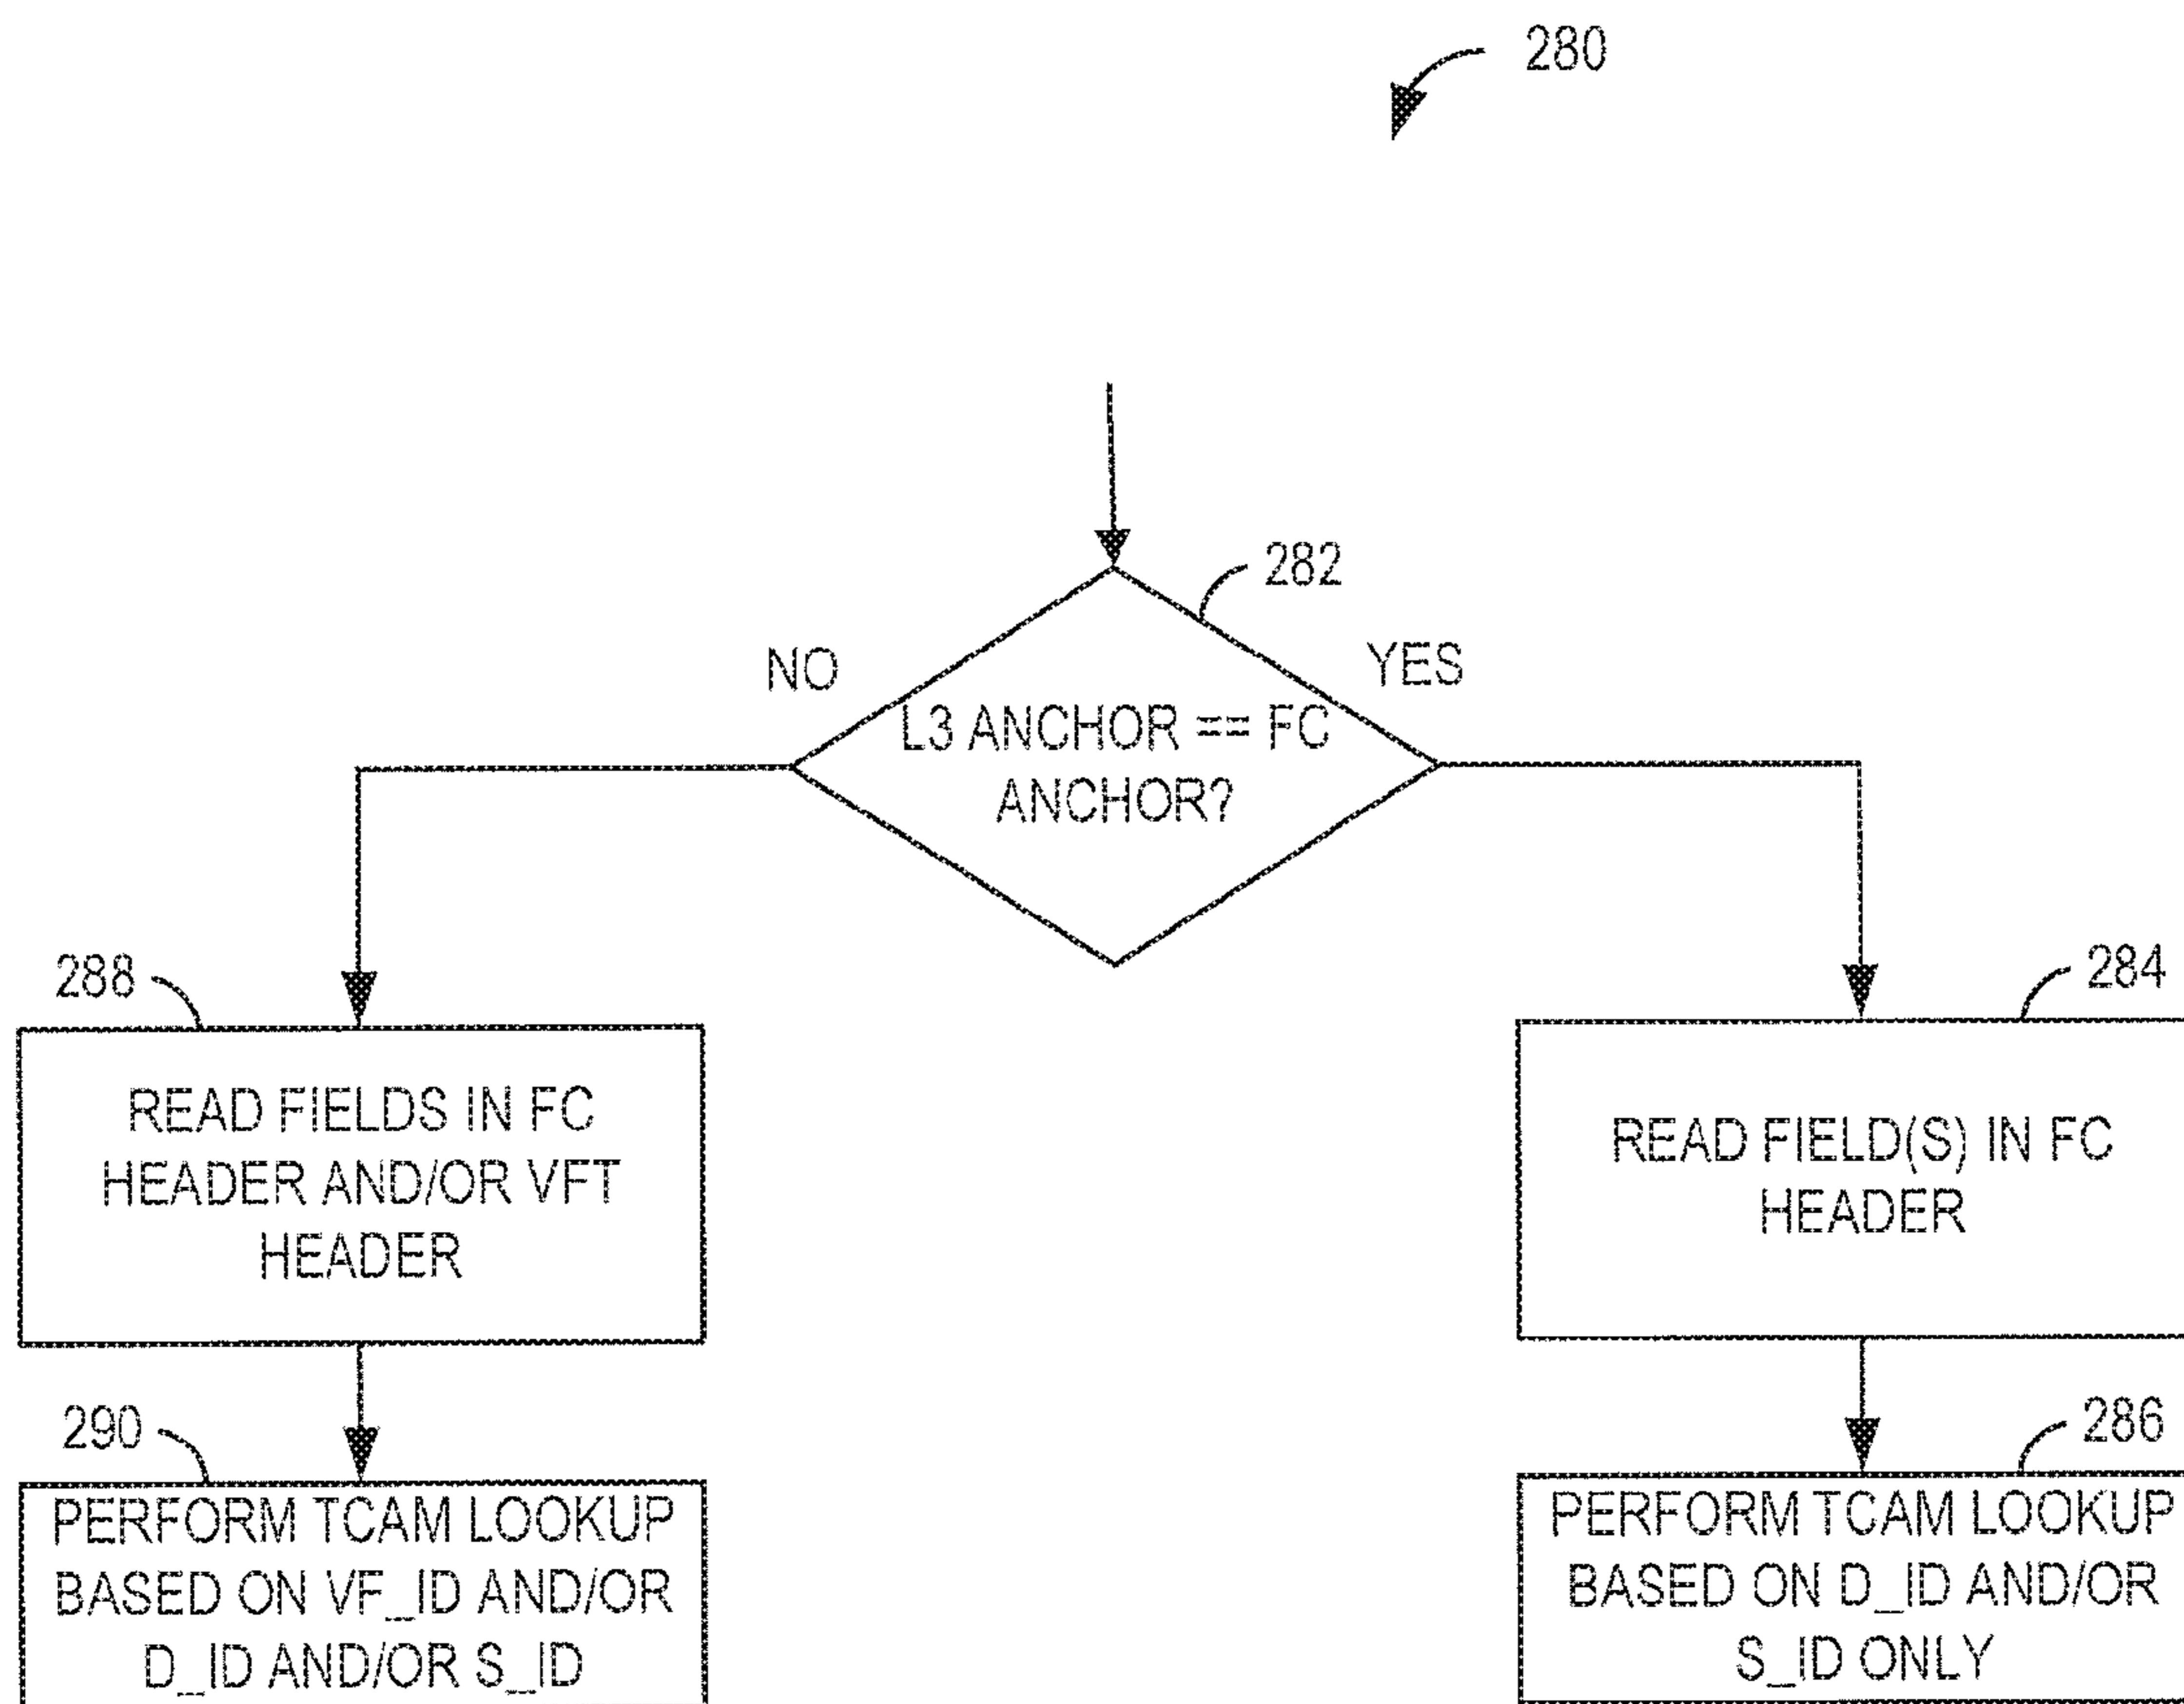 280
282
NO
YES
L3 ANCHOR == FC
ANCHOR?
288
284
READ FIELDS IN FC
HEADER AND/OR VFT
HEADER
READ FIELD(S) IN FC
HEADER
290
286
PERFORM TCAM LOOKUP
BASED ON VF_ID AND/OR
D_ID AND/OR S_ID
PERFORM TCAM LOOKUP
BASED ON D_ID AND/OR
S_ID ONLY